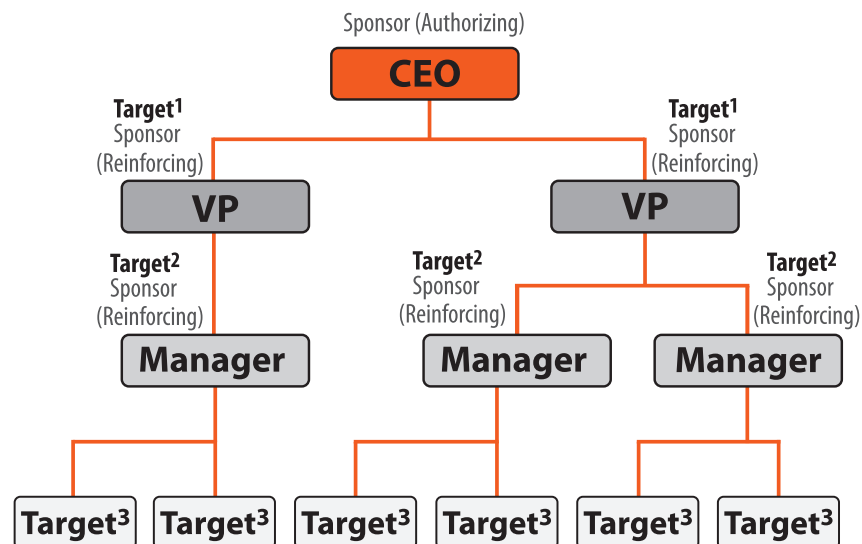 Sponsor (Authorizing)
CEO
Target¹
Sponsor
(Reinforcing)
Target¹
Sponsor
(Reinforcing)
VP
VP
Target²
Sponsor
(Reinforcing)
Target²
Sponsor
(Reinforcing)
Target²
Sponsor
(Reinforcing)
Manager
Manager
Manager
Target³
Target³
Target³
Target³
Target³
Target³